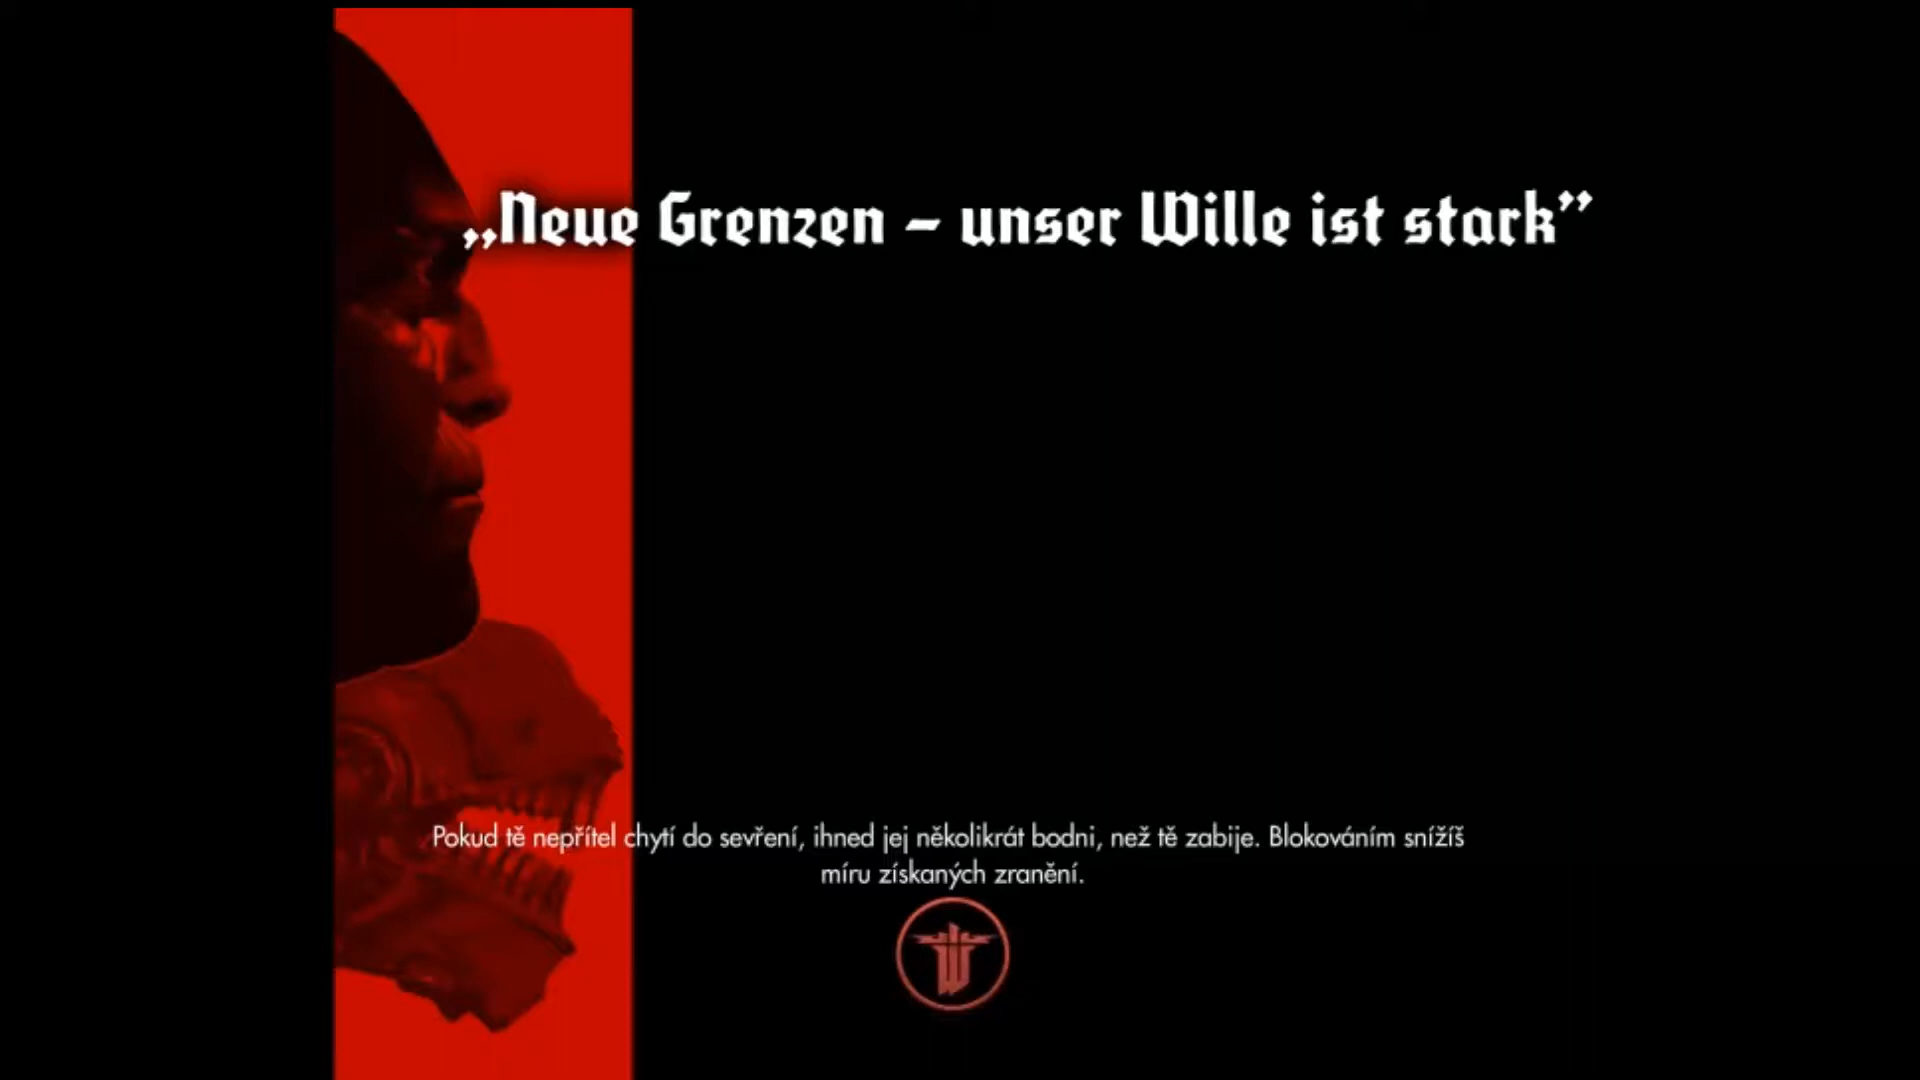 „Neue Grenzen – unser Wille ist stark”
Pokud tě nepřítel chytí do sevření, ihned jej několikrát bodni, než tě zabije. Blokováním snížíš
míru získaných zranění.